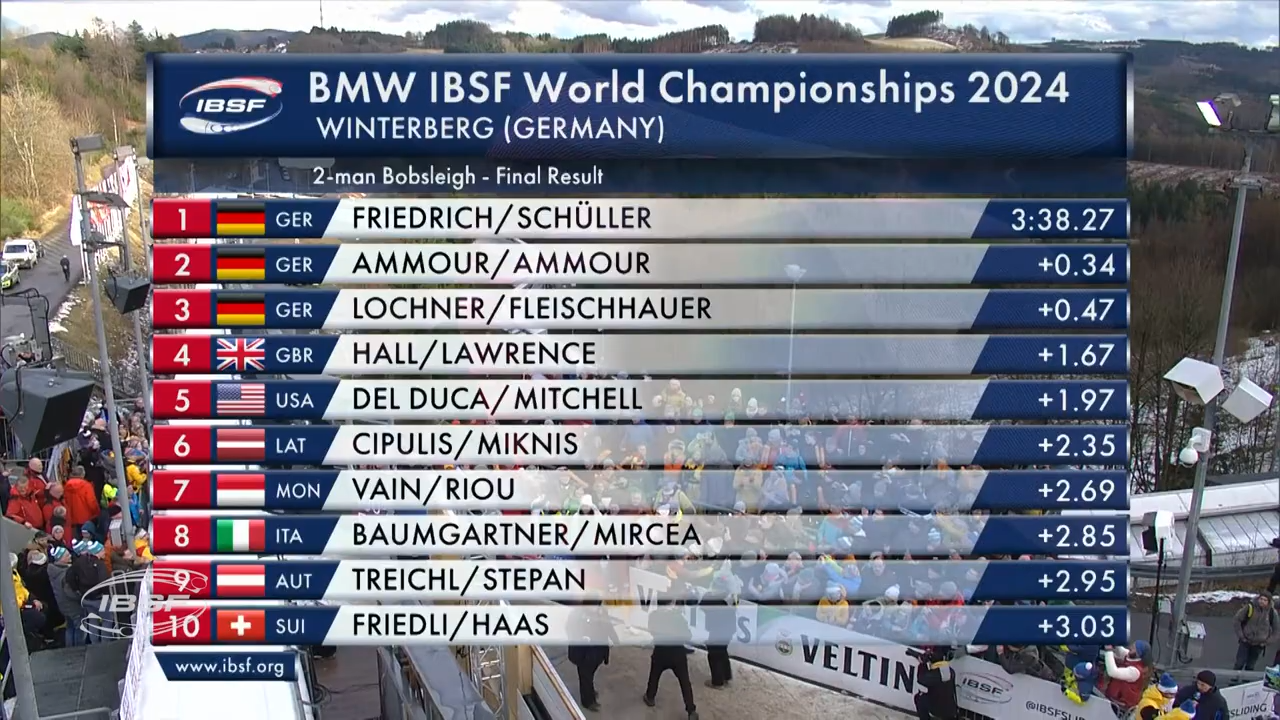 IBSF
BMW IBSF World Championships 2024
WINTERBERG (GERMANY)
2-man Bobsleigh - Final Result
1 GER FRIEDRICH/SCHÜLLER 3:38.27
2 GER AMMOUR/AMMOUR +0.34
3 GER LOCHNER/FLEISCHHAUER +0.47
4 GBR HALL/LAWRENCE +1.67
5 USA DEL DUCA/MITCHELL +1.97
6 LAT CIPULIS/MIKNIS +2.35
7 MON VAIN/RIOU +2.69
8 ITA BAUMGARTNER/MIRCEA +2.85
9 AUT TREICHL/STEPAN +2.95
10 SUI FRIEDLI/HAAS +3.03
IBSF
www.ibsf.org
VELTIN
IBSF